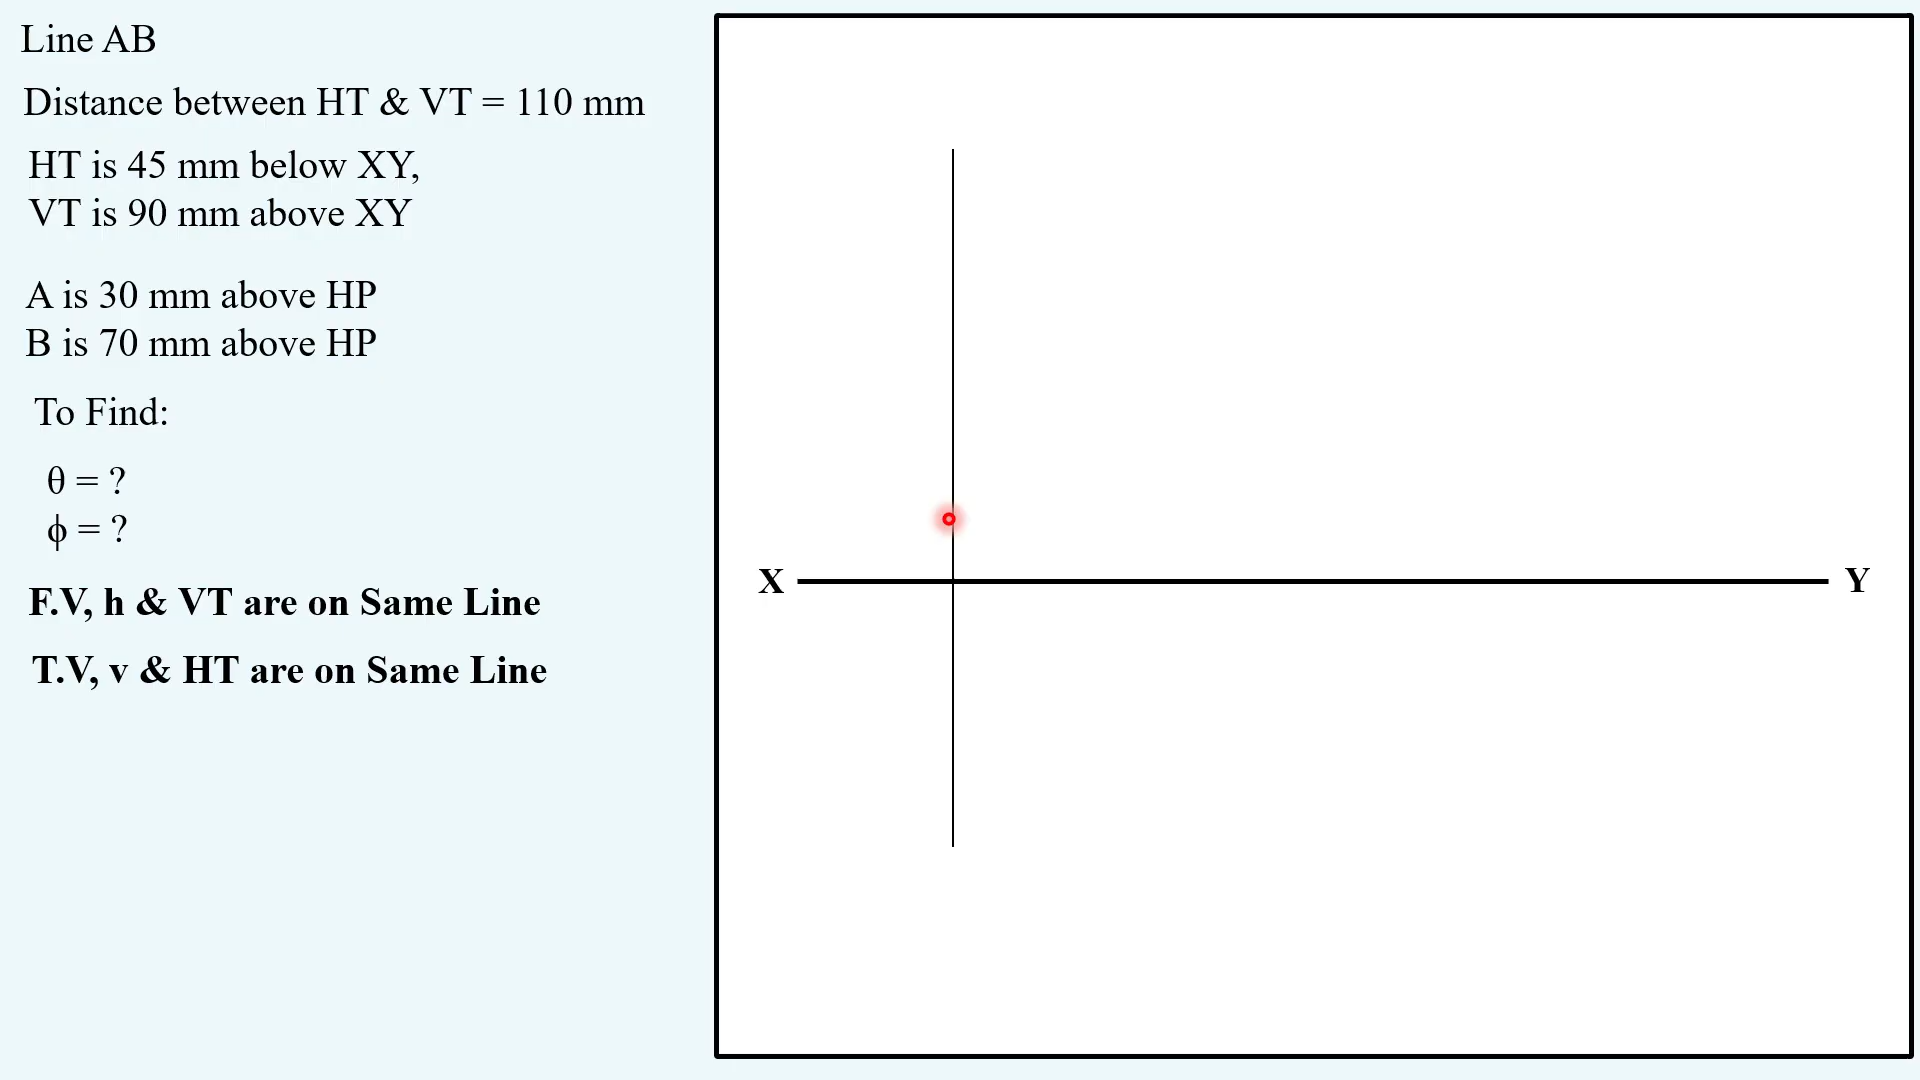 Line AB
Distance between HT & VT = 110 mm
HT is 45 mm below XY,
VT is 90 mm above XY
A is 30 mm above HP
B is 70 mm above HP
To Find:
θ = ?
ϕ = ?
F.V, h & VT are on Same Line
T.V, v & HT are on Same Line
X
Y